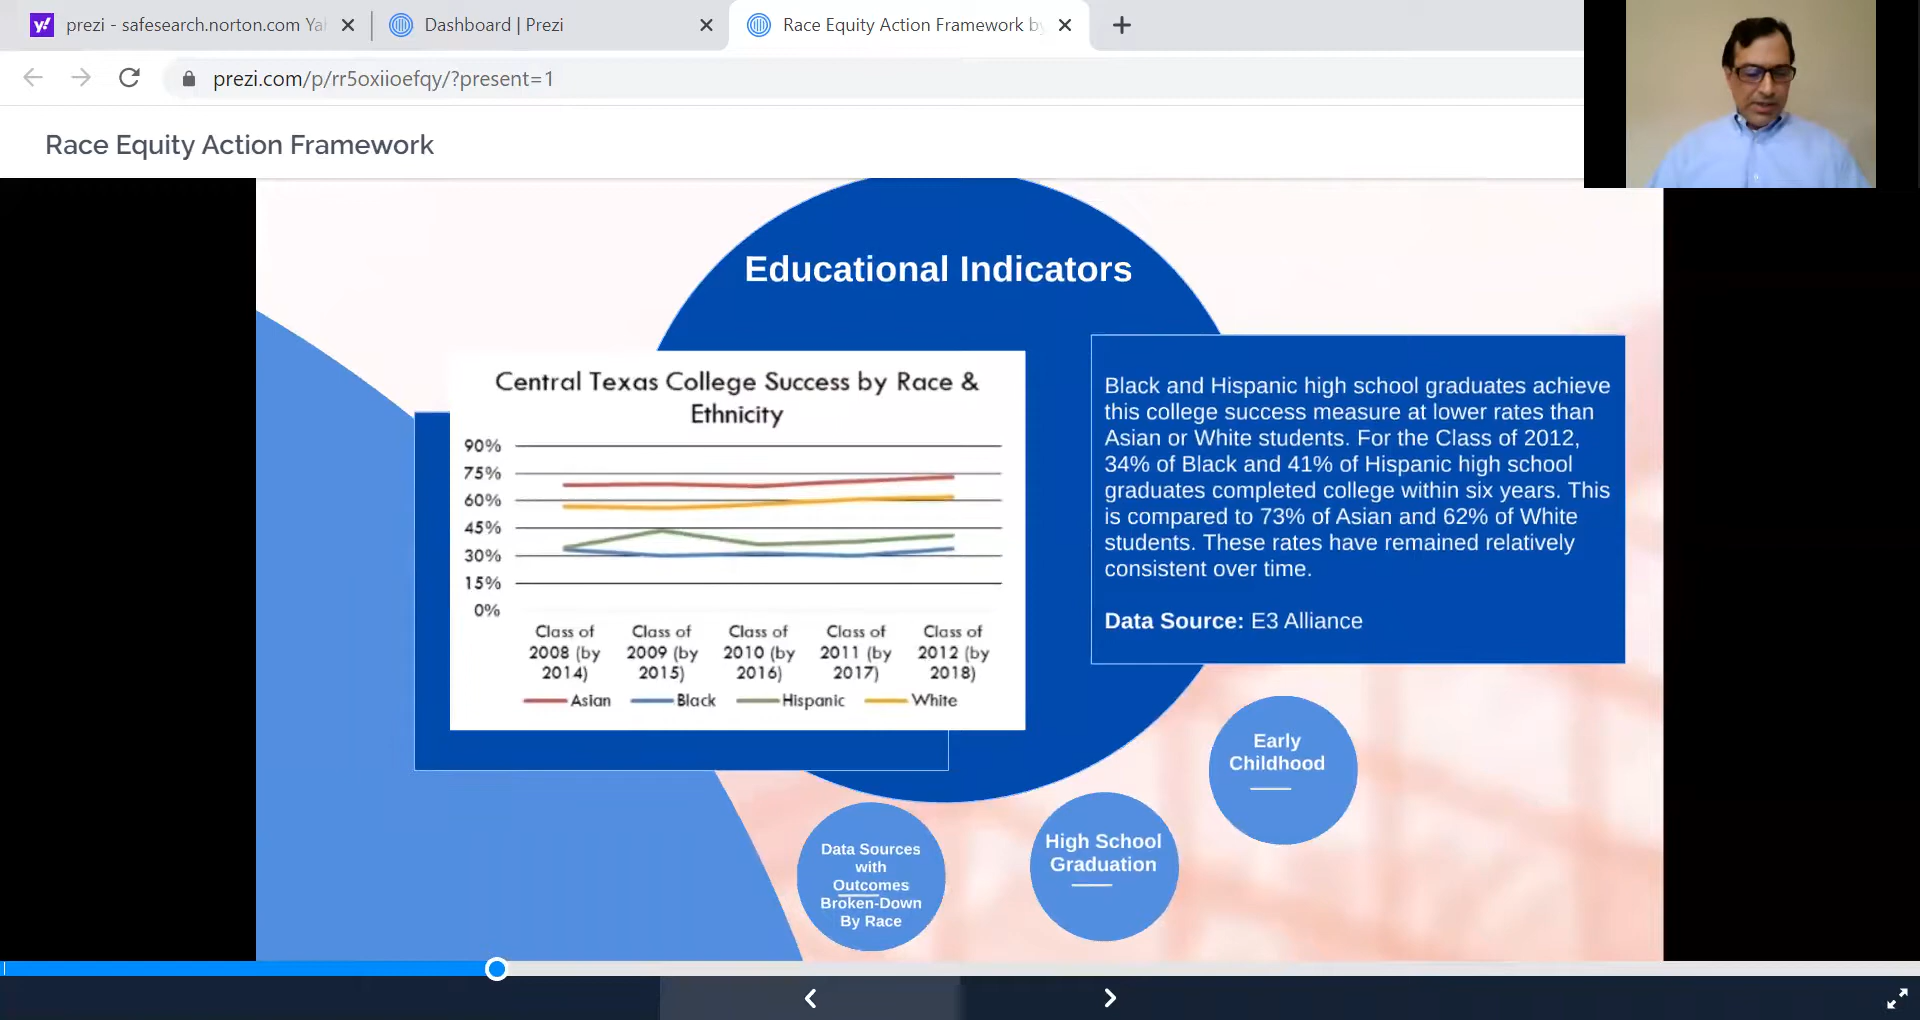 prezi - safesearch.norton.com Ya
Dashboard | Prezi
Race Equity Action Framework by
prezi.com/p/rr5oxiioefqy/?present=1
Race Equity Action Framework
Educational Indicators
Central Texas College Success by Race &
Ethnicity
90%
75%
60%
45%
30%
15%
0%
Class of 2008 (by 2014)
Class of 2009 (by 2015)
Class of 2010 (by 2016)
Class of 2011 (by 2017)
Class of 2012 (by 2018)
Asian Black Hispanic White
Black and Hispanic high school graduates achieve
this college success measure at lower rates than
Asian or White students. For the Class of 2012,
34% of Black and 41% of Hispanic high school
graduates completed college within six years. This
is compared to 73% of Asian and 62% of White
students. These rates have remained relatively
consistent over time.
Data Source: E3 Alliance
Early
Childhood
High School
Graduation
Data Sources
with
Outcomes
Broken-Down
By Race